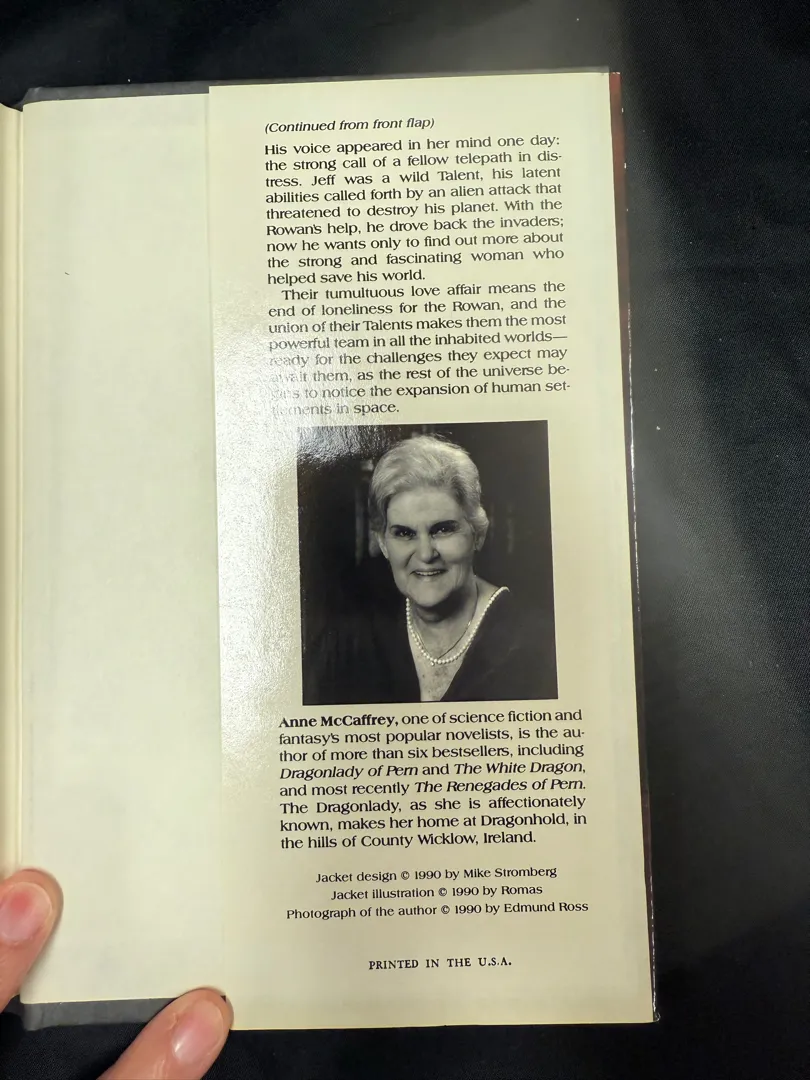 (Continued from front flap)
His voice appeared in her mind one day:
the strong call of a fellow telepath in dis-
tress. Jeff was a wild Talent, his latent
abilities called forth by an alien attack that
threatened to destroy his planet. With the
Rowan's help, he drove back the invaders;
now he wants only to find out more about
the strong and fascinating woman who
helped save his world.
Their tumultuous love affair means the
end of loneliness for the Rowan, and the
union of their Talents makes them the most
powerful team in all the inhabited worlds—
ready for the challenges they expect may
await them, as the rest of the universe be-
gins to notice the expansion of human set-
tlements in space.
Anne McCaffrey, one of science fiction and
fantasy's most popular novelists, is the au-
thor of more than six bestsellers, including
Dragonlady of Pern and The White Dragon,
and most recently The Renegades of Pern.
The Dragonlady, as she is affectionately
known, makes her home at Dragonhold, in
the hills of County Wicklow, Ireland.
Jacket design © 1990 by Mike Stromberg
Jacket illustration © 1990 by Romas
Photograph of the author © 1990 by Edmund Ross
PRINTED IN THE U.S.A.